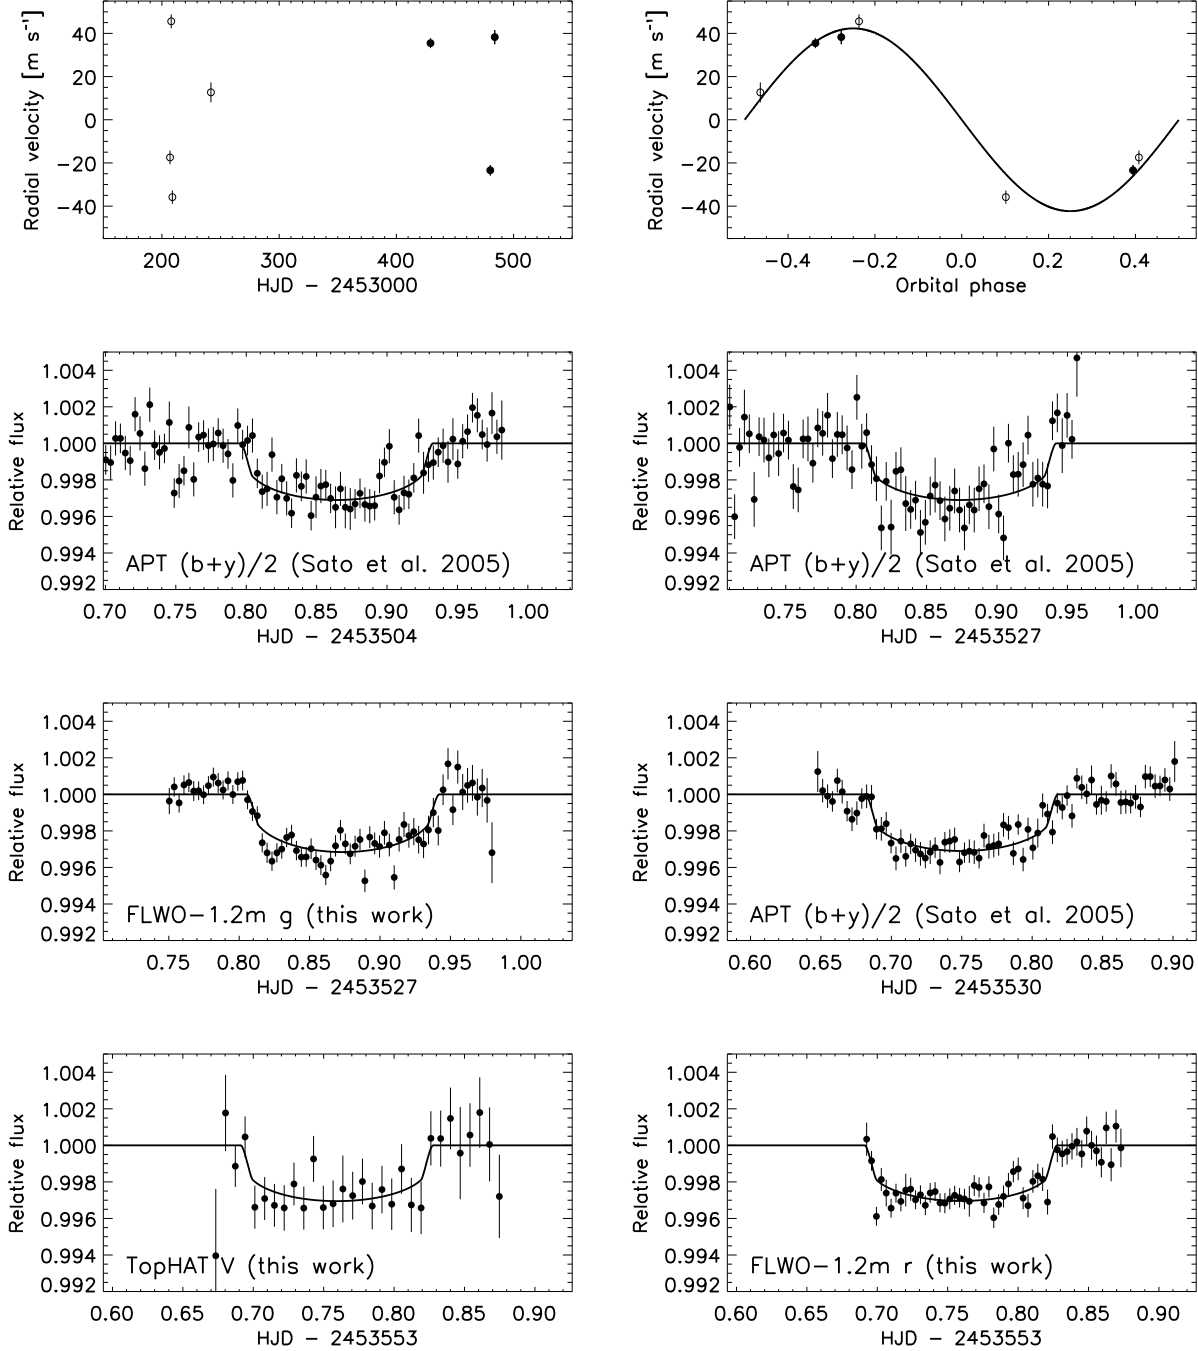 Radial velocity [m s⁻¹]
40
20
0
−20
−40
200 300 400 500
HJD − 2453000
Radial velocity [m s⁻¹]
40
20
0
−20
−40
−0.4 −0.2 0.0 0.2 0.4
Orbital phase
Relative flux
1.004
1.002
1.000
0.998
0.996
0.994
0.992
APT (b+y)/2 (Sato et al. 2005)
0.70 0.75 0.80 0.85 0.90 0.95 1.00
HJD − 2453504
Relative flux
1.004
1.002
1.000
0.998
0.996
0.994
0.992
APT (b+y)/2 (Sato et al. 2005)
0.75 0.80 0.85 0.90 0.95 1.00
HJD − 2453527
Relative flux
1.004
1.002
1.000
0.998
0.996
0.994
0.992
FLWO−1.2m g (this work)
0.75 0.80 0.85 0.90 0.95 1.00
HJD − 2453527
Relative flux
1.004
1.002
1.000
0.998
0.996
0.994
0.992
APT (b+y)/2 (Sato et al. 2005)
0.60 0.65 0.70 0.75 0.80 0.85 0.90
HJD − 2453530
Relative flux
1.004
1.002
1.000
0.998
0.996
0.994
0.992
TopHAT V (this work)
0.60 0.65 0.70 0.75 0.80 0.85 0.90
HJD − 2453553
Relative flux
1.004
1.002
1.000
0.998
0.996
0.994
0.992
FLWO−1.2m r (this work)
0.60 0.65 0.70 0.75 0.80 0.85 0.90
HJD − 2453553